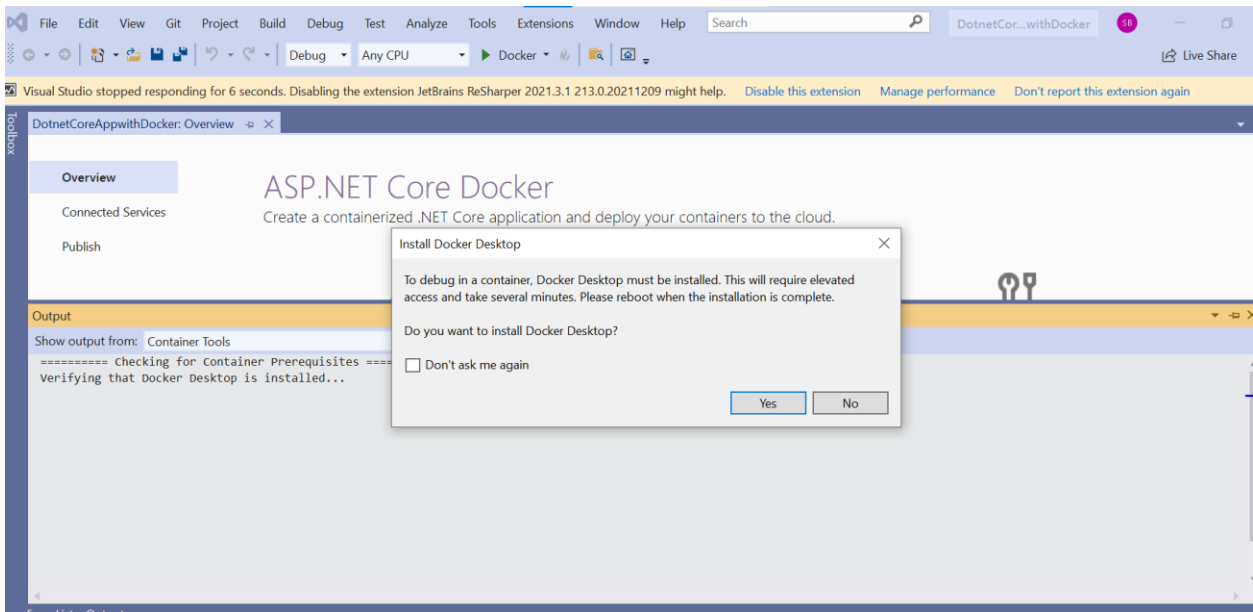 File Edit View Git Project Build Debug Test Analyze Tools Extensions Window Help Search DotnetCor...withDocker SB
Debug Any CPU Docker Live Share
Visual Studio stopped responding for 6 seconds. Disabling the extension JetBrains ReSharper 2021.3.1 213.0.20211209 might help. Disable this extension Manage performance Don't report this extension again
Toolbox
DotnetCoreAppwithDocker: Overview
Overview
Connected Services
Publish
ASP.NET Core Docker
Create a containerized .NET Core application and deploy your containers to the cloud.
Install Docker Desktop
To debug in a container, Docker Desktop must be installed. This will require elevated
access and take several minutes. Please reboot when the installation is complete.
Do you want to install Docker Desktop?
Don't ask me again
Yes No
Output
Show output from: Container Tools
========== Checking for Container Prerequisites ====
Verifying that Docker Desktop is installed...